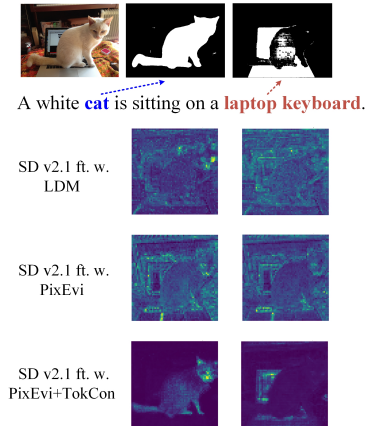 A white cat is sitting on a laptop keyboard.
SD v2.1 ft. w.
LDM
SD v2.1 ft. w.
PixEvi
SD v2.1 ft. w.
PixEvi+TokCon